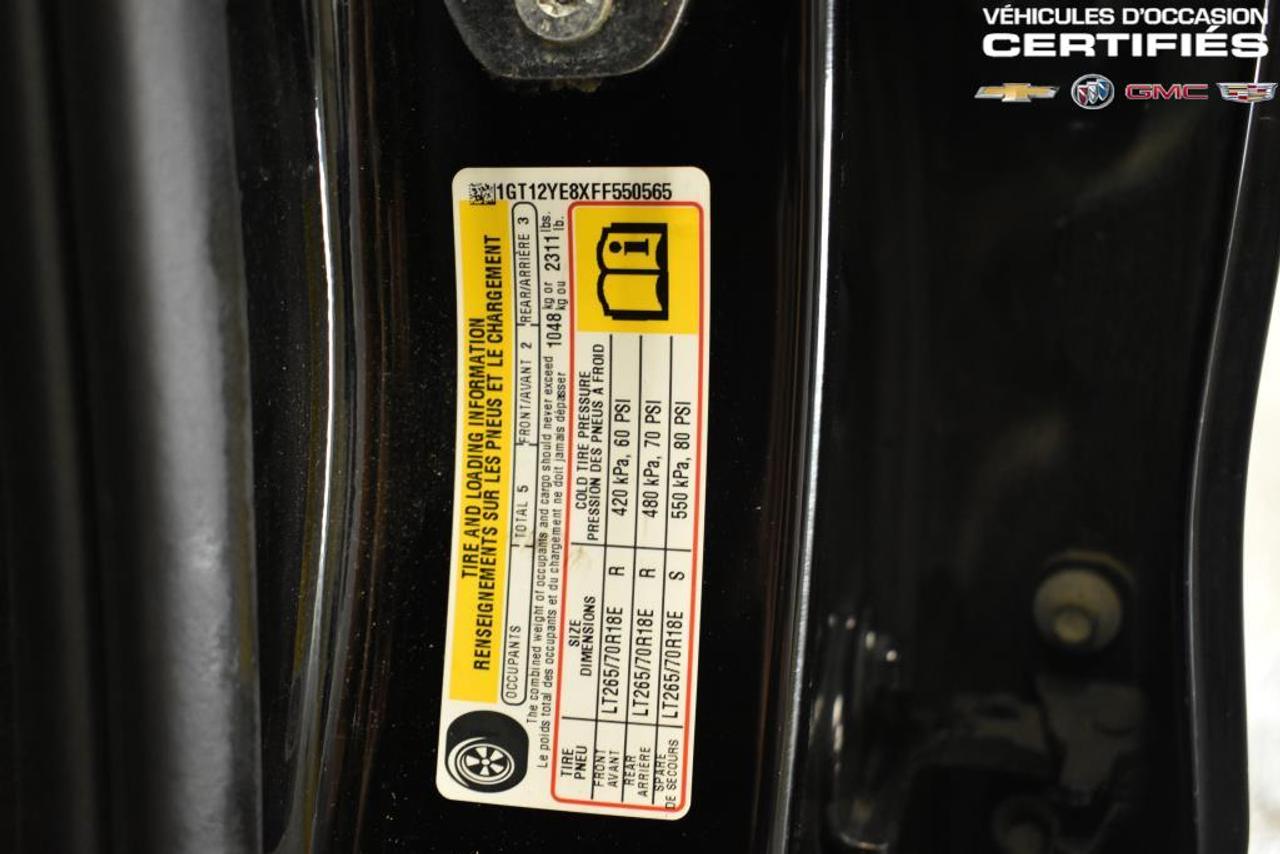 VÉHICULES D'OCCASION
CERTIFIÉS
GMC
1GT12YE8XFF550565
TIRE AND LOADING INFORMATION
RENSEIGNEMENTS SUR LES PNEUS ET LE CHARGEMENT
OCCUPANTS TOTAL 5 FRONT/AVANT 2 REAR/ARRIÈRE 3
The combined weight of occupants and cargo should never exceed 1048 kg or 2311 lbs.
Le poids total des occupants et du chargement ne doit jamais dépasser kg ou lb.
TIRE SIZE COLD TIRE PRESSURE
PNEU DIMENSIONS PRESSION DES PNEUS À FROID
FRONT
AVANT LT265/70R18E R 420 kPa, 60 PSI
REAR
ARRIÈRE LT265/70R18E R 480 kPa, 70 PSI
SPARE
DE SECOURS LT265/70R18E S 550 kPa, 80 PSI